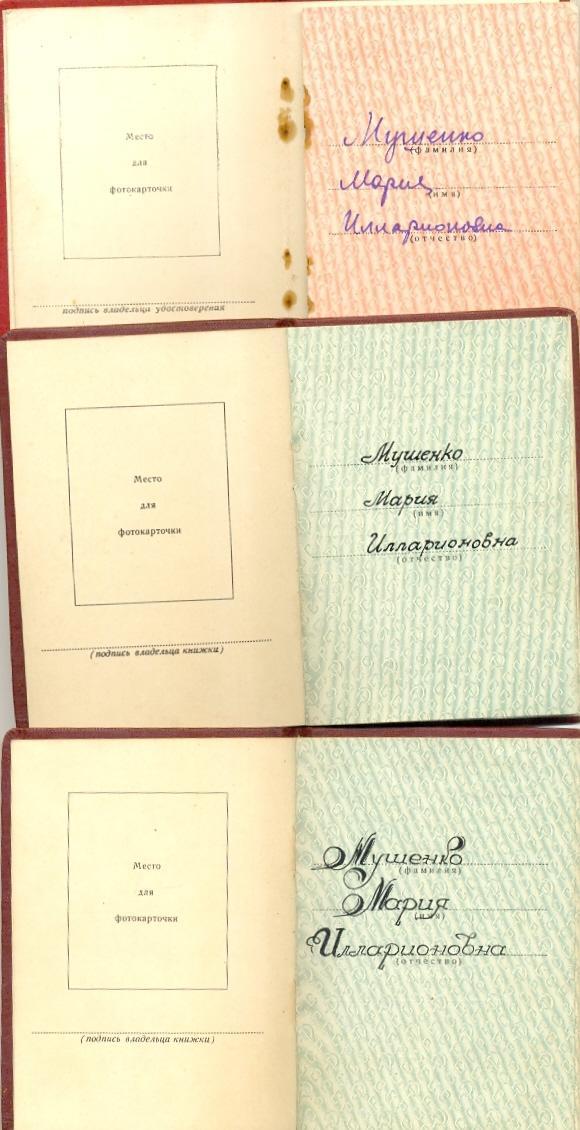 Место
для
фотокарточки
подпись владельца удостоверения
Мушенко
(фамилия)
Мария
(имя)
Илларионовна
(отчество)
Место
для
фотокарточки
(подпись владельца книжки)
Мушенко
(фамилия)
Мария
(имя)
Илларионовна
(отчество)
Место
для
фотокарточки
(подпись владельца книжки)
Мушенко
(фамилия)
Мария
(имя)
Илларионовна
(отчество)